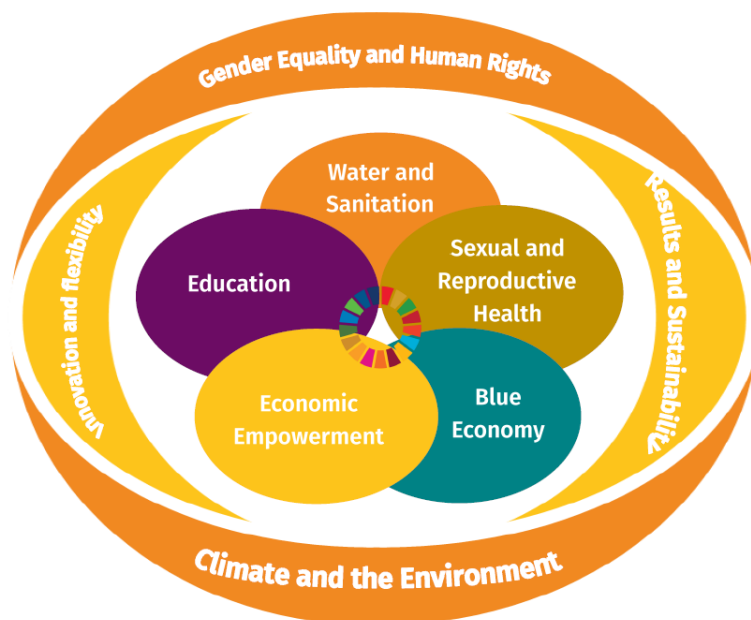 Gender Equality and Human Rights
Innovation and flexibility
Results and Sustainability
Water and
Sanitation
Education
Sexual and
Reproductive
Health
Economic
Empowerment
Blue
Economy
Climate and the Environment